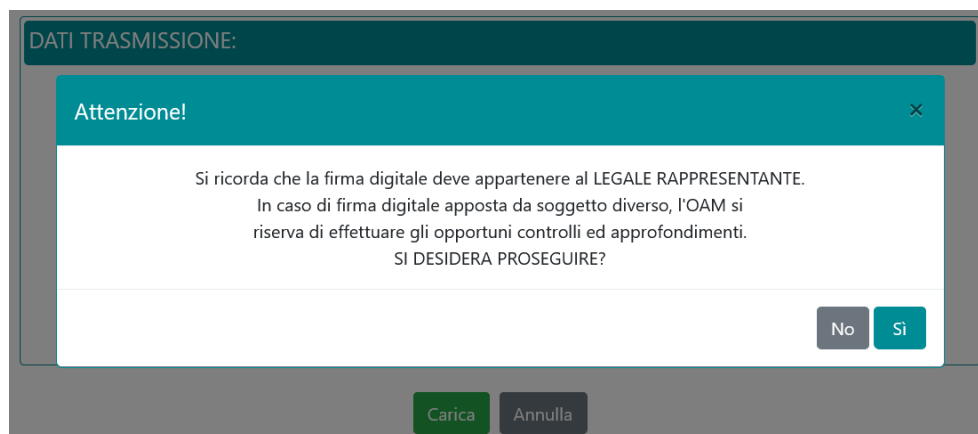 DATI TRASMISSIONE:
Attenzione!
×
Si ricorda che la firma digitale deve appartenere al LEGALE RAPPRESENTANTE.
In caso di firma digitale apposta da soggetto diverso, l'OAM si
riserva di effettuare gli opportuni controlli ed approfondimenti.
SI DESIDERA PROSEGUIRE?
No Sì
Carica Annulla